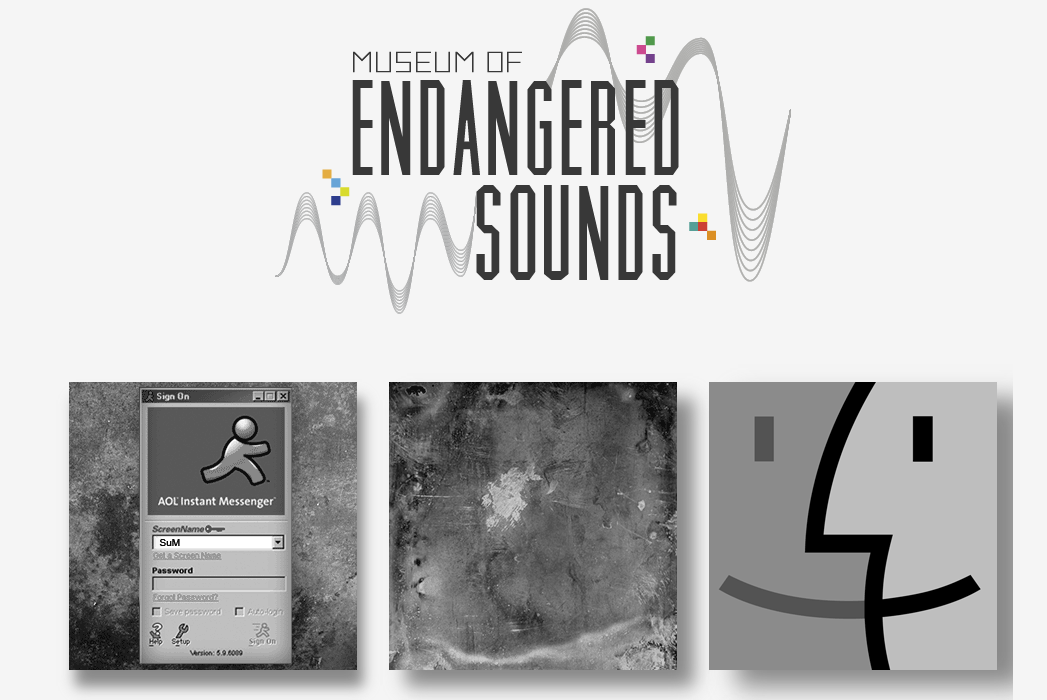 MUSEUM OF
ENDANGERED
SOUNDS
Sign On
AOL Instant Messenger
ScreenName
SuM
Get a Screen Name
Password
Forgot Password?
Save password Auto-login
Help Setup Sign On
Version: 5.9.6089